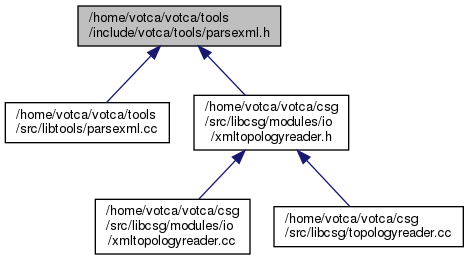 /home/votca/votca/tools
/include/votca/tools/parsexml.h
/home/votca/votca/tools
/src/libtools/parsexml.cc
/home/votca/votca/csg
/src/libcsg/modules/io
/xmltopologyreader.h
/home/votca/votca/csg
/src/libcsg/modules/io
/xmltopologyreader.cc
/home/votca/votca/csg
/src/libcsg/topologyreader.cc